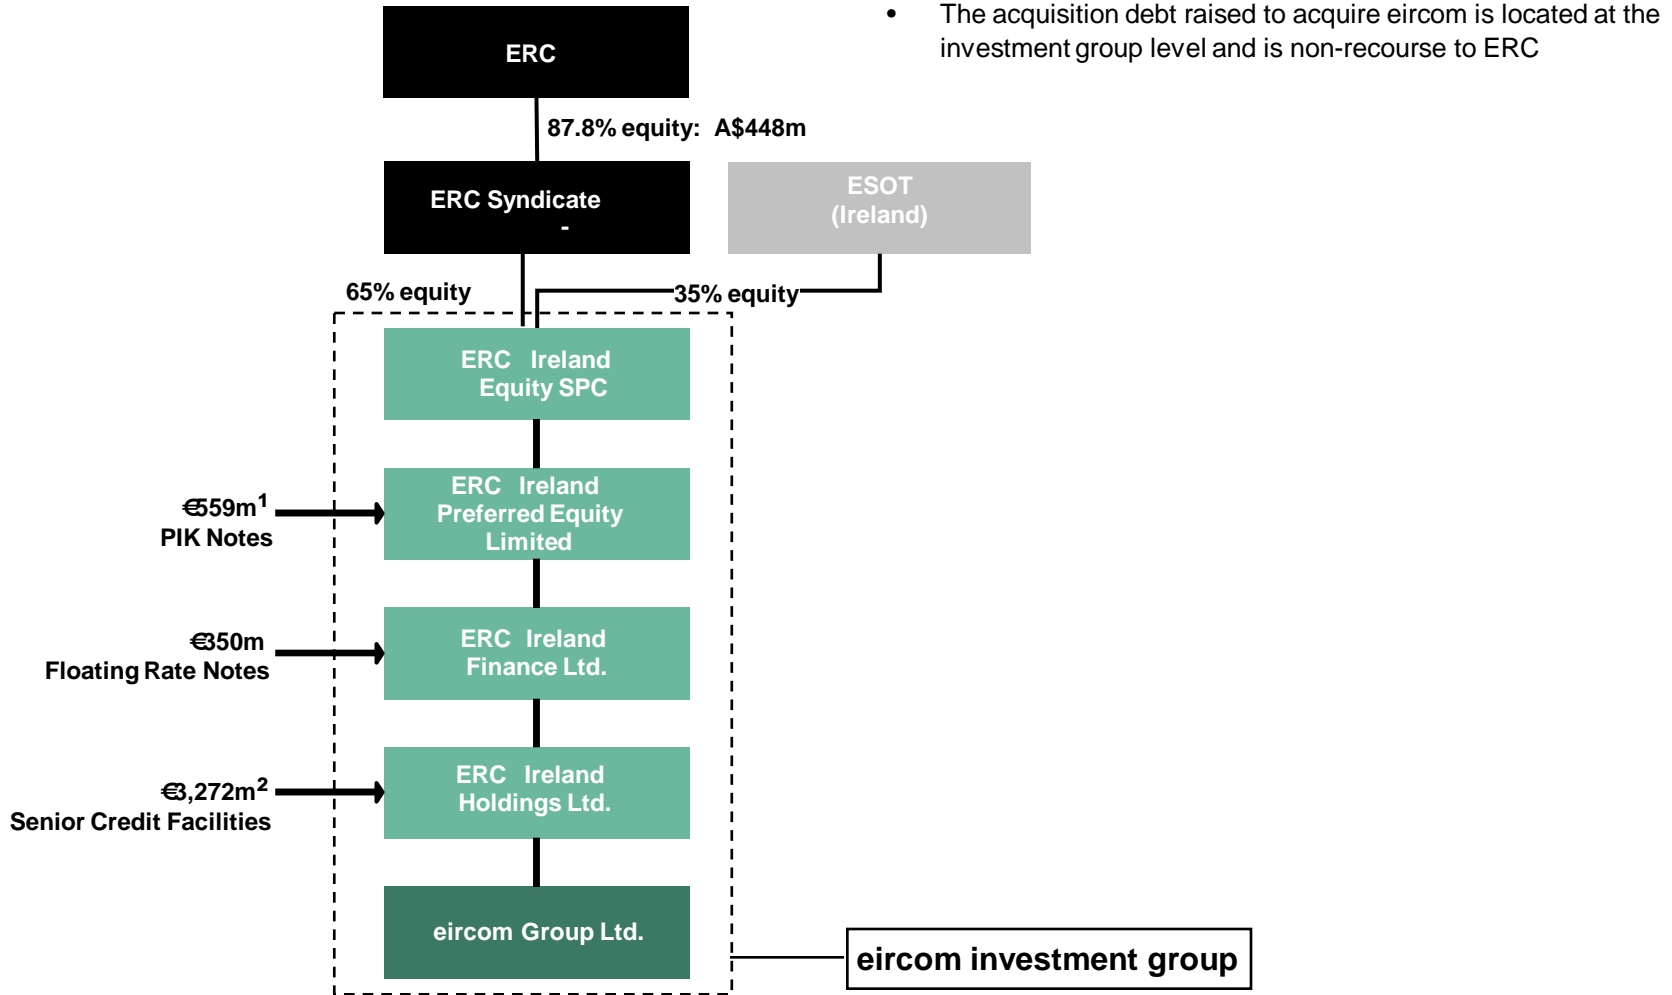 • The acquisition debt raised to acquire eircom is located at the
investment group level and is non-recourse to ERC
ERC
87.8% equity: A$448m
ERC Syndicate
-
ESOT
(Ireland)
65% equity
35% equity
ERC Ireland
Equity SPC
€559m¹
PIK Notes
ERC Ireland
Preferred Equity
Limited
€350m
Floating Rate Notes
ERC Ireland
Finance Ltd.
€3,272m²
Senior Credit Facilities
ERC Ireland
Holdings Ltd.
eircom Group Ltd.
eircom investment group